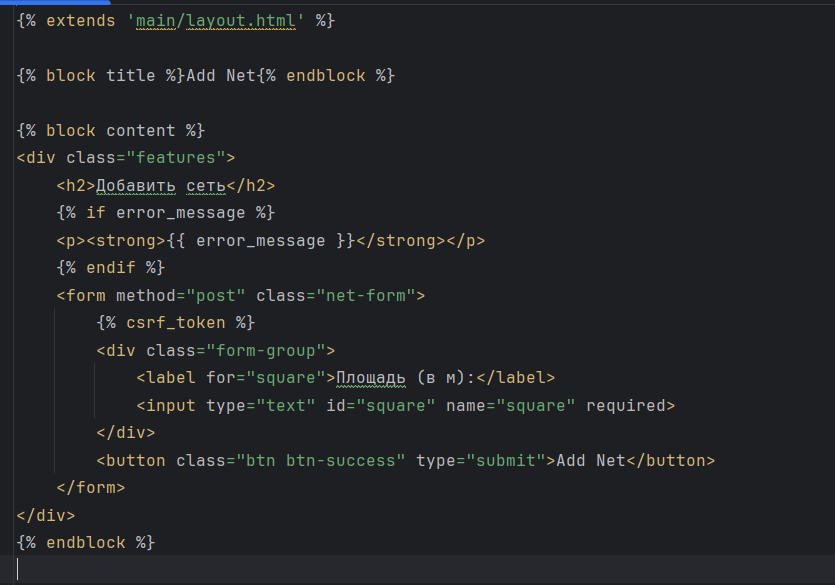 {% extends 'main/layout.html' %}
{% block title %}Add Net{% endblock %}
{% block content %}
<div class="features">
    <h2>Добавить сеть</h2>
    {% if error_message %}
    <p><strong>{{ error_message }}</strong></p>
    {% endif %}
    <form method="post" class="net-form">
        {% csrf_token %}
        <div class="form-group">
            <label for="square">Площадь (в м):</label>
            <input type="text" id="square" name="square" required>
        </div>
        <button class="btn btn-success" type="submit">Add Net</button>
    </form>
</div>
{% endblock %}